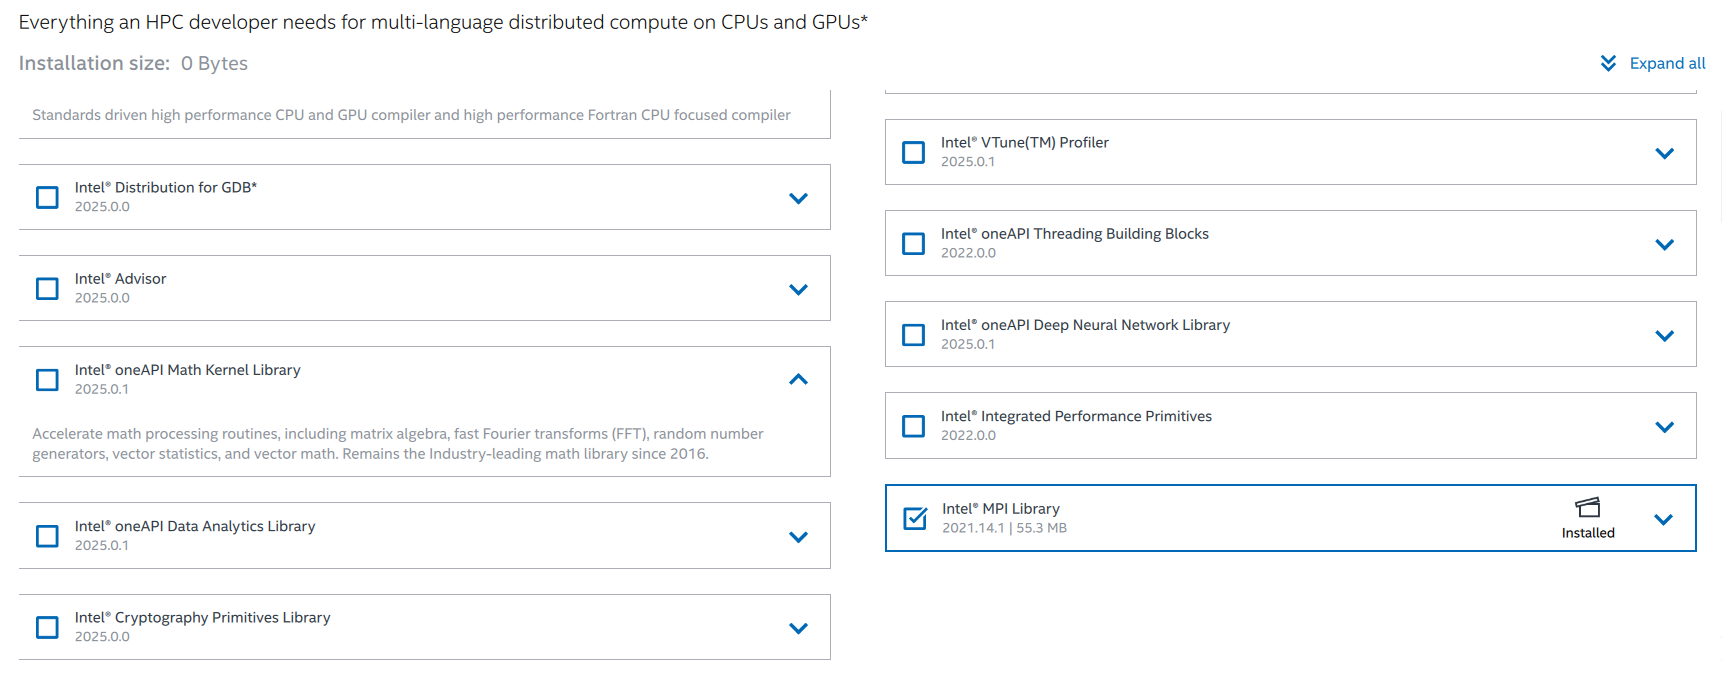 Everything an HPC developer needs for multi-language distributed compute on CPUs and GPUs*
Installation size: 0 Bytes
Expand all
Standards driven high performance CPU and GPU compiler and high performance Fortran CPU focused compiler
Intel® Distribution for GDB*
2025.0.0
Intel® Advisor
2025.0.0
Intel® oneAPI Math Kernel Library
2025.0.1
Accelerate math processing routines, including matrix algebra, fast Fourier transforms (FFT), random number
generators, vector statistics, and vector math. Remains the Industry-leading math library since 2016.
Intel® oneAPI Data Analytics Library
2025.0.1
Intel® Cryptography Primitives Library
2025.0.0
Intel® VTune(TM) Profiler
2025.0.1
Intel® oneAPI Threading Building Blocks
2022.0.0
Intel® oneAPI Deep Neural Network Library
2025.0.1
Intel® Integrated Performance Primitives
2022.0.0
Intel® MPI Library
2021.14.1 | 55.3 MB
Installed